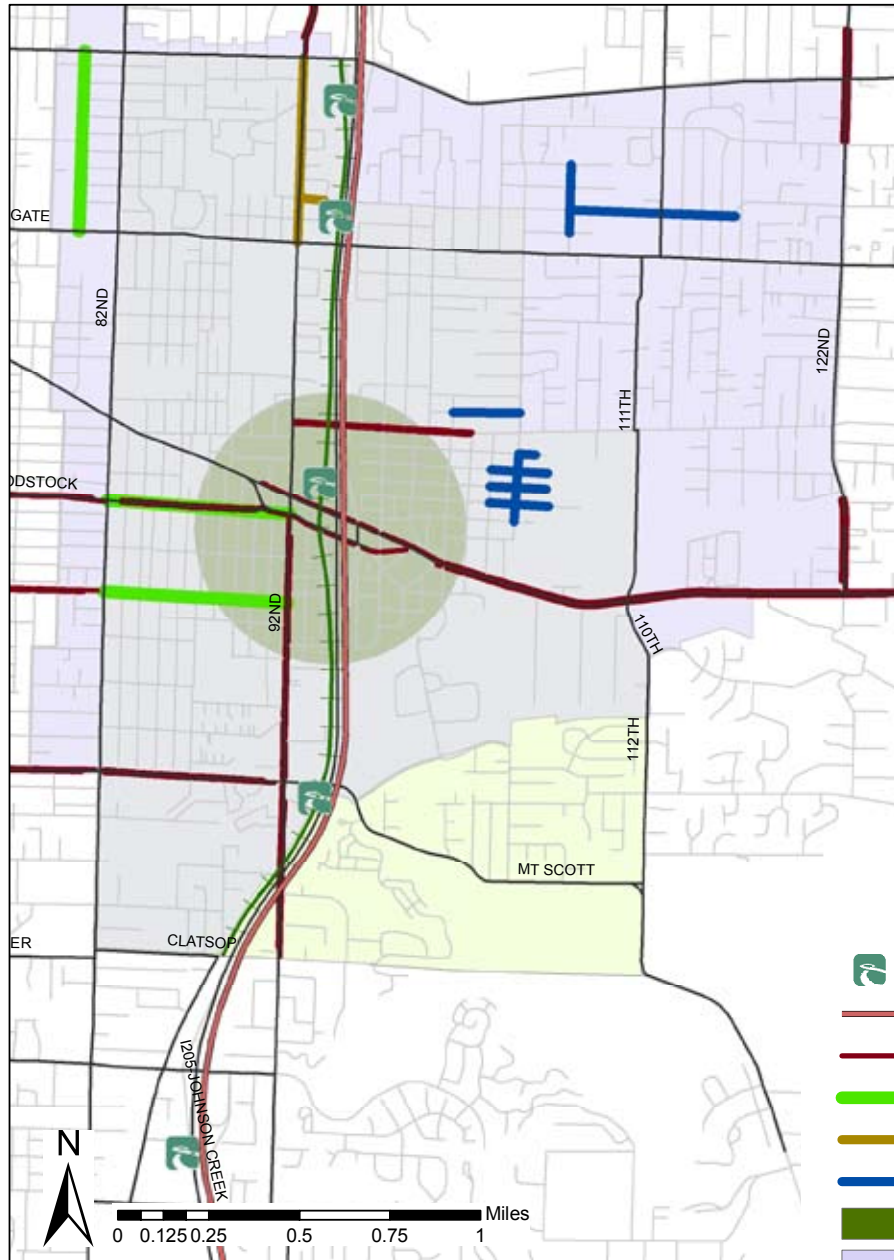 GATE
82ND
122ND
111TH
ODSTOCK
92ND
110TH
112TH
MT SCOTT
CLATSOP
ER
I205-JOHNSON CREEK
N
Miles
0 0.125 0.25 0.5 0.75 1